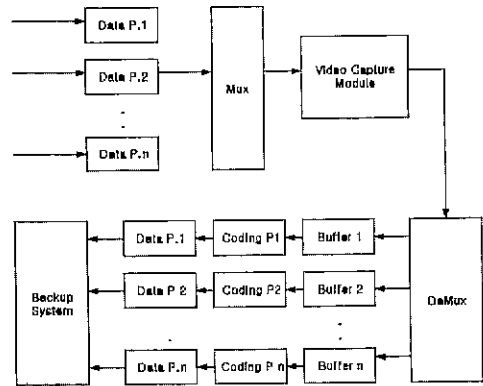 Data P.1
Data P.2
Data P.n
Mux
Video Capture
Module
Data P.1
Coding P1
Buffer 1
Data P 2
Coding P2
Buffer 2
Data P.n
Coding P n
Buffer n
Backup
System
DeMux